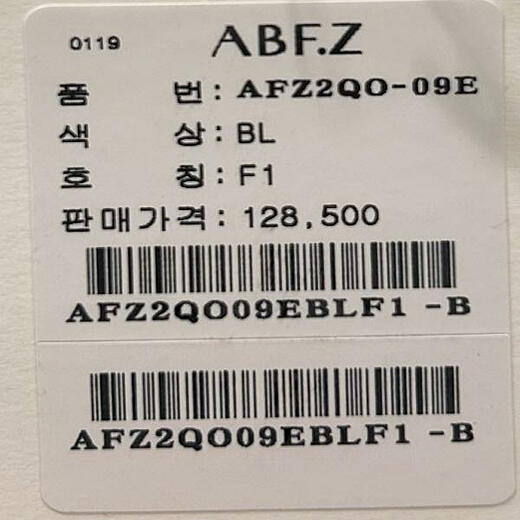 0119 ABF.Z
품 번 : AFZ2QO-09E
색 상 : BL
호 칭 : F1
판매가격 : 128,500
AFZ2QO09EBLF1 -B
AFZ2QO09EBLF1 -B